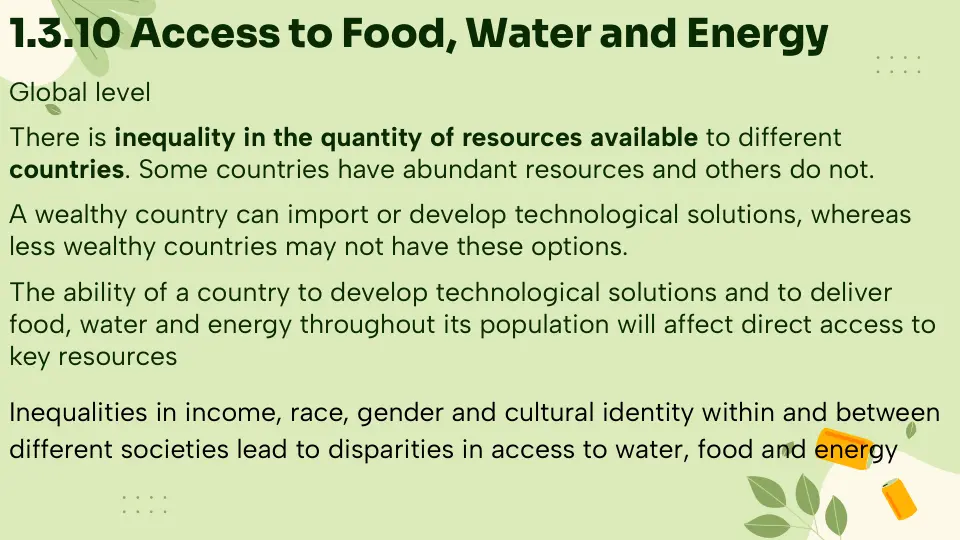 1.3.10 Access to Food, Water and Energy
Global level
There is inequality in the quantity of resources available to different
countries. Some countries have abundant resources and others do not.
A wealthy country can import or develop technological solutions, whereas
less wealthy countries may not have these options.
The ability of a country to develop technological solutions and to deliver
food, water and energy throughout its population will affect direct access to
key resources
Inequalities in income, race, gender and cultural identity within and between
different societies lead to disparities in access to water, food and energy